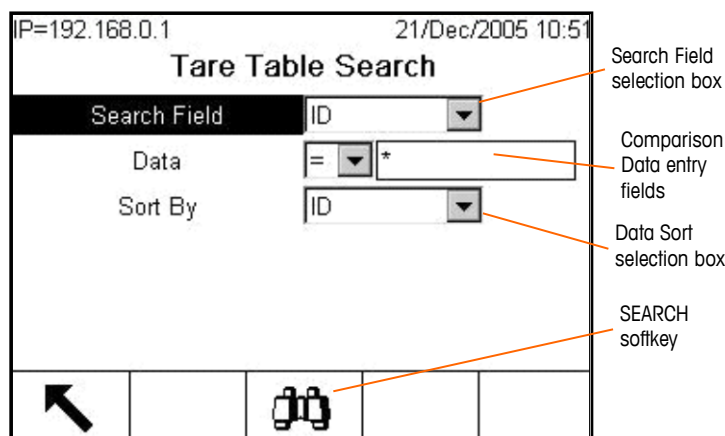 IP=192.168.0.1 21/Dec/2005 10:51
Tare Table Search
Search Field ID
Data = *
Sort By ID
Search Field
selection box
Comparison
Data entry
fields
Data Sort
selection box
SEARCH
softkey